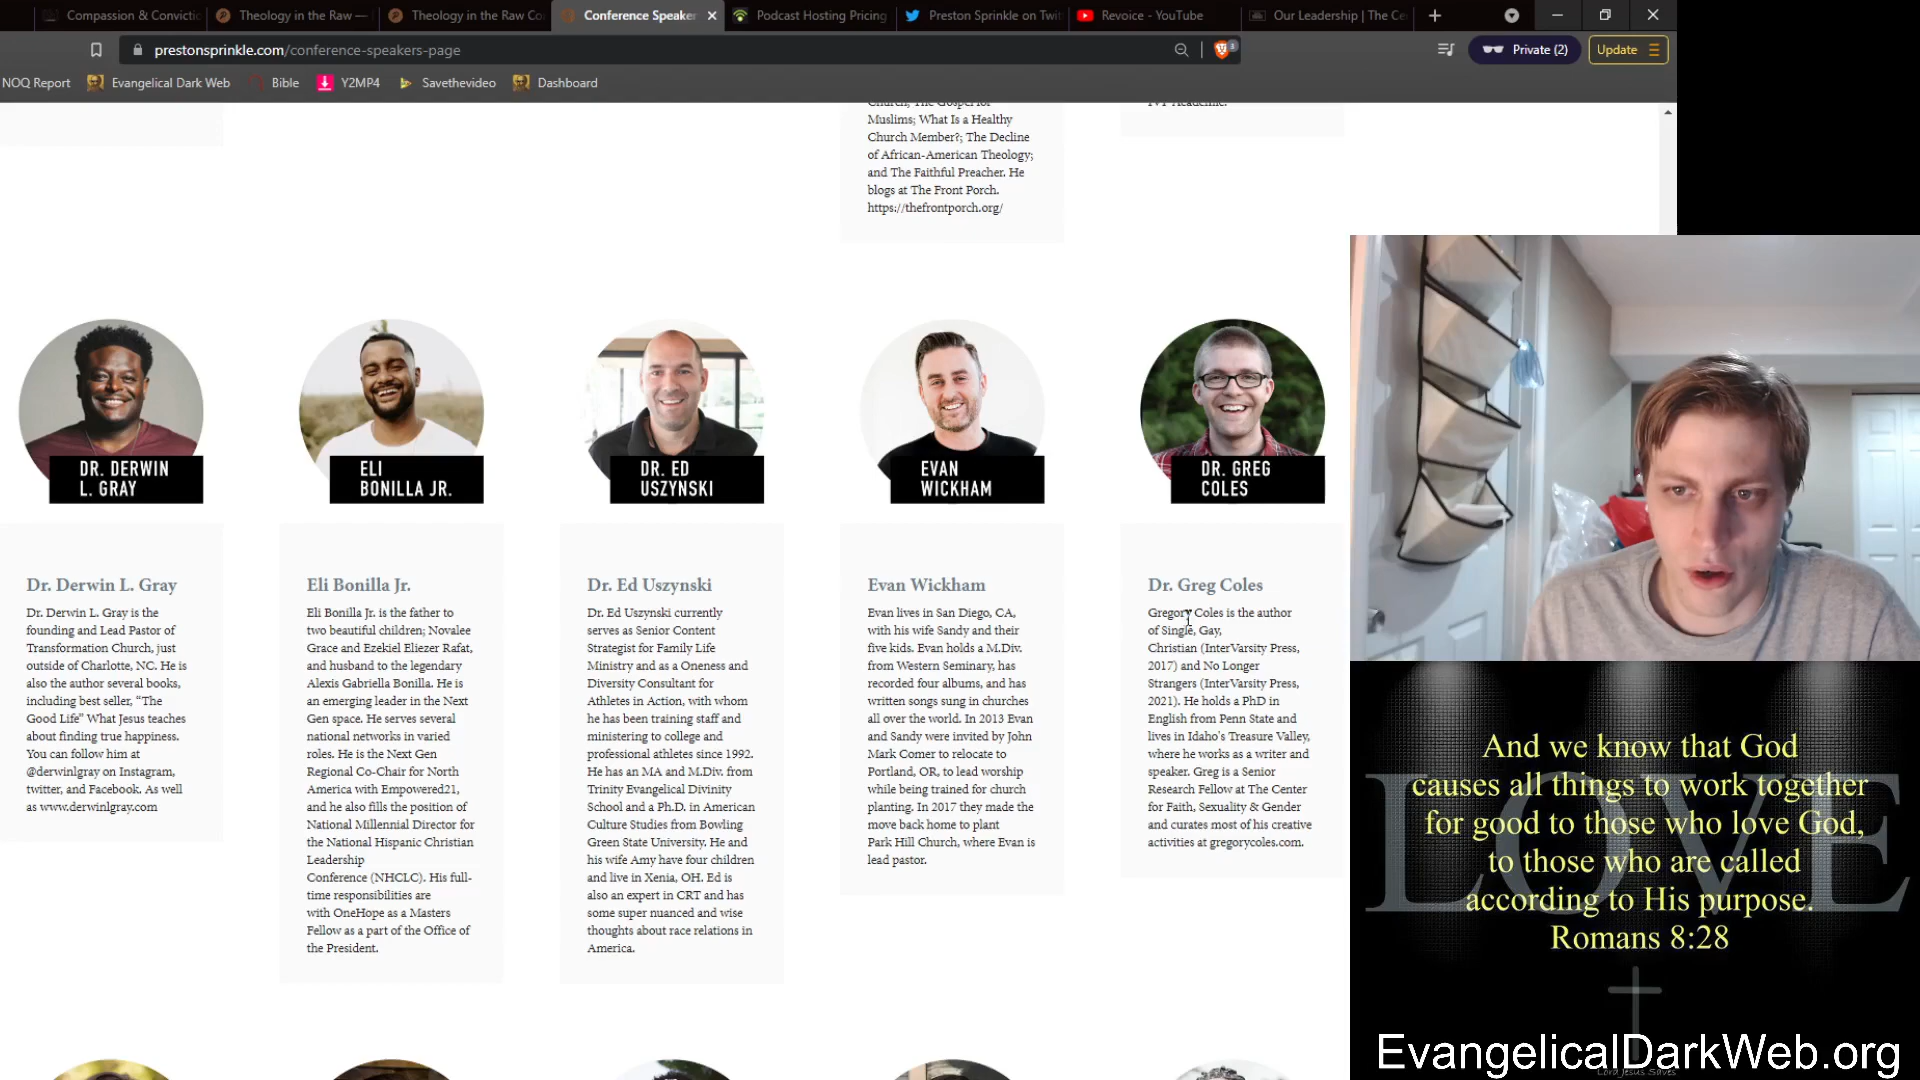 Compassion & Convictic
Theology in the Raw —
Theology in the Raw Co
Conference Speaker
Podcast Hosting Pricing
Preston Sprinkle on Twit
Revoice - YouTube
Our Leadership | The Ce
prestonsprinkle.com/conference-speakers-page
3
Private (2)
Update
NOQ Report
Evangelical Dark Web
Bible
Y2MP4
Savethevideo
Dashboard
Church; The Gospel for
Muslims; What Is a Healthy
Church Member?; The Decline
of African-American Theology;
and The Faithful Preacher. He
blogs at The Front Porch.
https://thefrontporch.org/
IVP Academic.
DR. DERWIN
L. GRAY
ELI
BONILLA JR.
DR. ED
USZYNSKI
EVAN
WICKHAM
DR. GREG
COLES
Dr. Derwin L. Gray
Dr. Derwin L. Gray is the
founding and Lead Pastor of
Transformation Church, just
outside of Charlotte, NC. He is
also the author several books,
including best seller, “The
Good Life” What Jesus teaches
about finding true happiness.
You can follow him at
@derwinlgray on Instagram,
twitter, and Facebook. As well
as www.derwinlgray.com
Eli Bonilla Jr.
Eli Bonilla Jr. is the father to
two beautiful children; Novalee
Grace and Ezekiel Eliezer Rafat,
and husband to the legendary
Alexis Gabriella Bonilla. He is
an emerging leader in the Next
Gen space. He serves several
national networks in varied
roles. He is the Next Gen
Regional Co-Chair for North
America with Empowered21,
and he also fills the position of
National Millennial Director for
the National Hispanic Christian
Leadership
Conference (NHCLC). His full-
time responsibilities are
with OneHope as a Masters
Fellow as a part of the Office of
the President.
Dr. Ed Uszynski
Dr. Ed Uszynski currently
serves as Senior Content
Strategist for Family Life
Ministry and as a Oneness and
Diversity Consultant for
Athletes in Action, with whom
he has been training staff and
ministering to college and
professional athletes since 1992.
He has an MA and M.Div. from
Trinity Evangelical Divinity
School and a Ph.D. in American
Culture Studies from Bowling
Green State University. He and
his wife Amy have four children
and live in Xenia, OH. Ed is
also an expert in CRT and has
some super nuanced and wise
thoughts about race relations in
America.
Evan Wickham
Evan lives in San Diego, CA,
with his wife Sandy and their
five kids. Evan holds a M.Div.
from Western Seminary, has
recorded four albums, and has
written songs sung in churches
all over the world. In 2013 Evan
and Sandy were invited by John
Mark Comer to relocate to
Portland, OR, to lead worship
while being trained for church
planting. In 2017 they made the
move back home to plant
Park Hill Church, where Evan is
lead pastor.
Dr. Greg Coles
Gregory Coles is the author
of Single, Gay,
Christian (InterVarsity Press,
2017) and No Longer
Strangers (InterVarsity Press,
2021). He holds a PhD in
English from Penn State and
lives in Idaho's Treasure Valley,
where he works as a writer and
speaker. Greg is a Senior
Research Fellow at The Center
for Faith, Sexuality & Gender
and curates most of his creative
activities at gregorycoles.com.
And we know that God
causes all things to work together
for good to those who love God,
to those who are called
according to His purpose.
Romans 8:28
LOVE
EvangelicalDarkWeb.org
Lord Jesus Saves